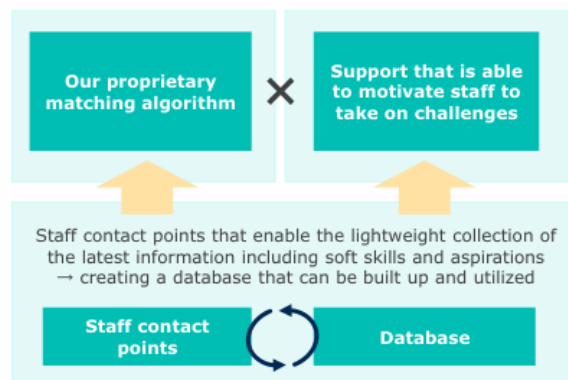 Our proprietary
matching algorithm
×
Support that is able
to motivate staff to
take on challenges
Staff contact points that enable the lightweight collection of
the latest information including soft skills and aspirations
→ creating a database that can be built up and utilized
Staff contact
points
Database